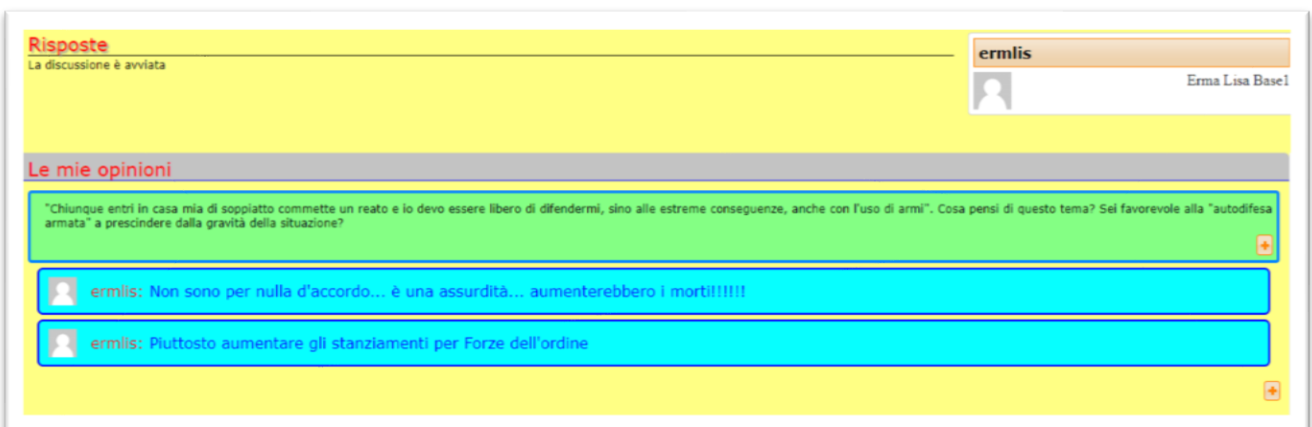 Risposte
La discussione è avviata
ermlis
Erma Lisa Base1
Le mie opinioni
"Chiunque entri in casa mia di soppiatto commette un reato e io devo essere libero di difendermi, sino alle estreme conseguenze, anche con l'uso di armi". Cosa pensi di questo tema? Sei favorevole alla "autodifesa
armata" a prescindere dalla gravità della situazione?
+
ermlis: Non sono per nulla d'accordo... è una assurdità... aumenterebbero i morti!!!!!!
ermlis: Piuttosto aumentare gli stanziamenti per Forze dell'ordine
+